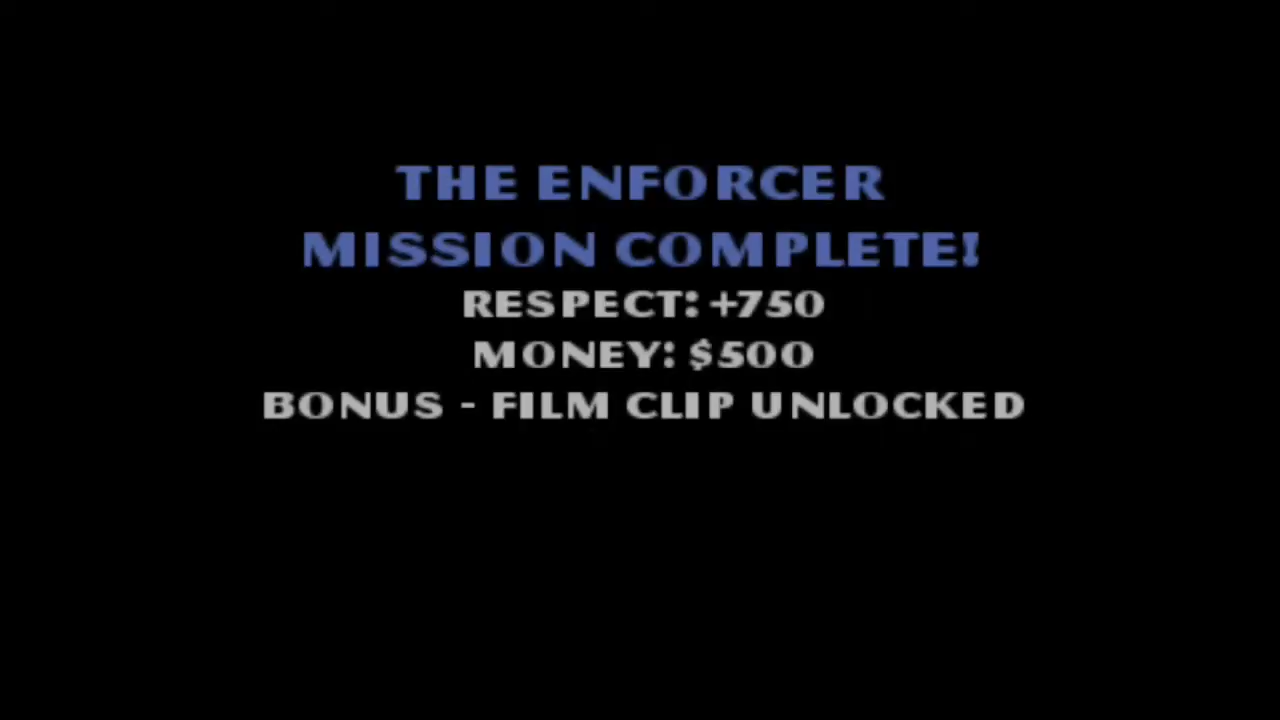 THE ENFORCER
MISSION COMPLETE!
RESPECT: +750
MONEY: $500
BONUS - FILM CLIP UNLOCKED